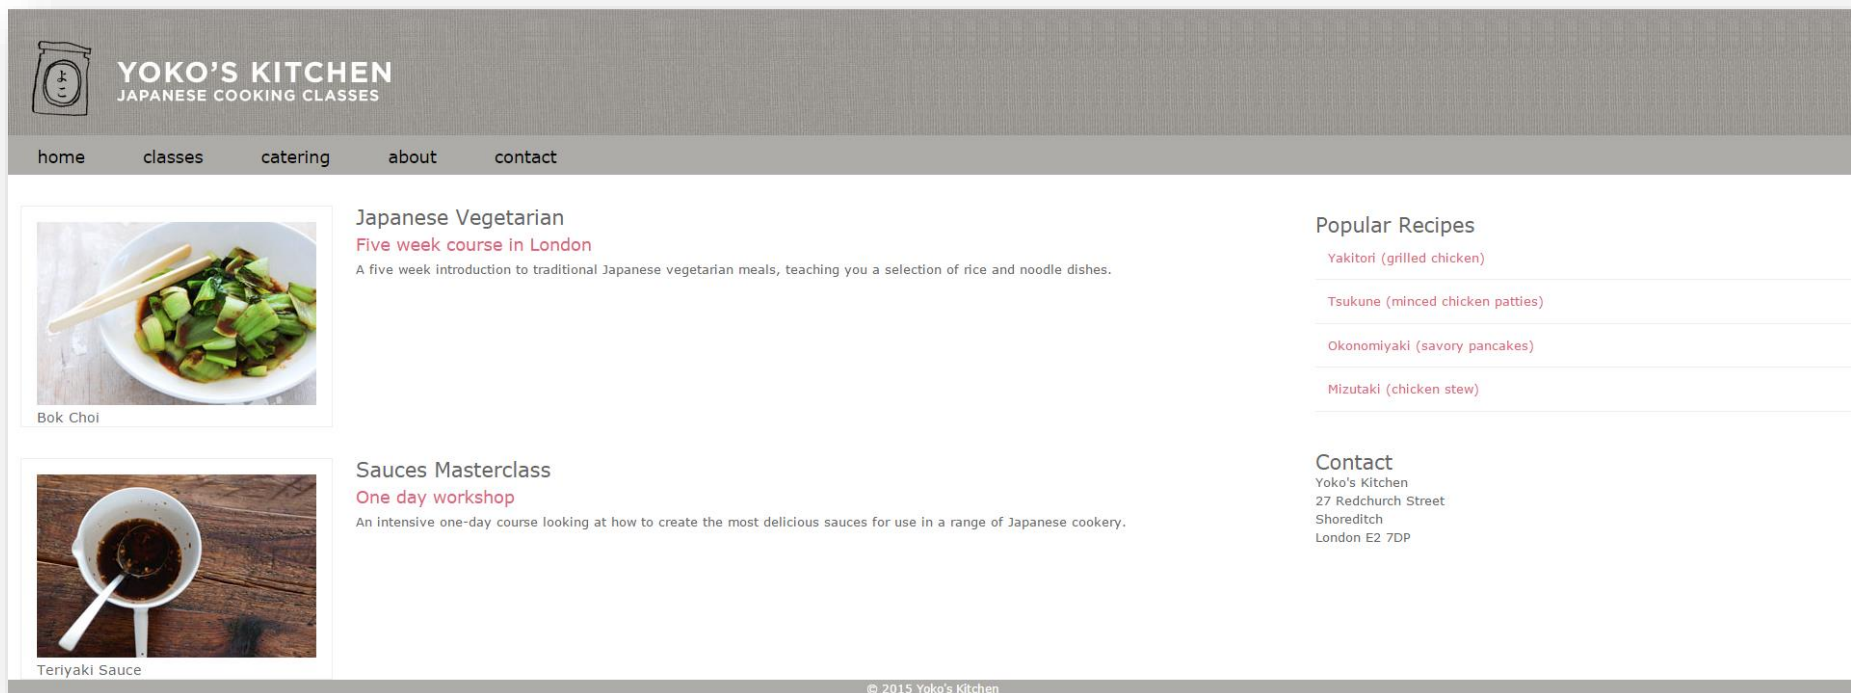 よこ
YOKO'S KITCHEN
JAPANESE COOKING CLASSES
home classes catering about contact
Bok Choi
Japanese Vegetarian
Five week course in London
A five week introduction to traditional Japanese vegetarian meals, teaching you a selection of rice and noodle dishes.
Teriyaki Sauce
Sauces Masterclass
One day workshop
An intensive one-day course looking at how to create the most delicious sauces for use in a range of Japanese cookery.
Popular Recipes
Yakitori (grilled chicken)
Tsukune (minced chicken patties)
Okonomiyaki (savory pancakes)
Mizutaki (chicken stew)
Contact
Yoko's Kitchen
27 Redchurch Street
Shoreditch
London E2 7DP
© 2015 Yoko's Kitchen